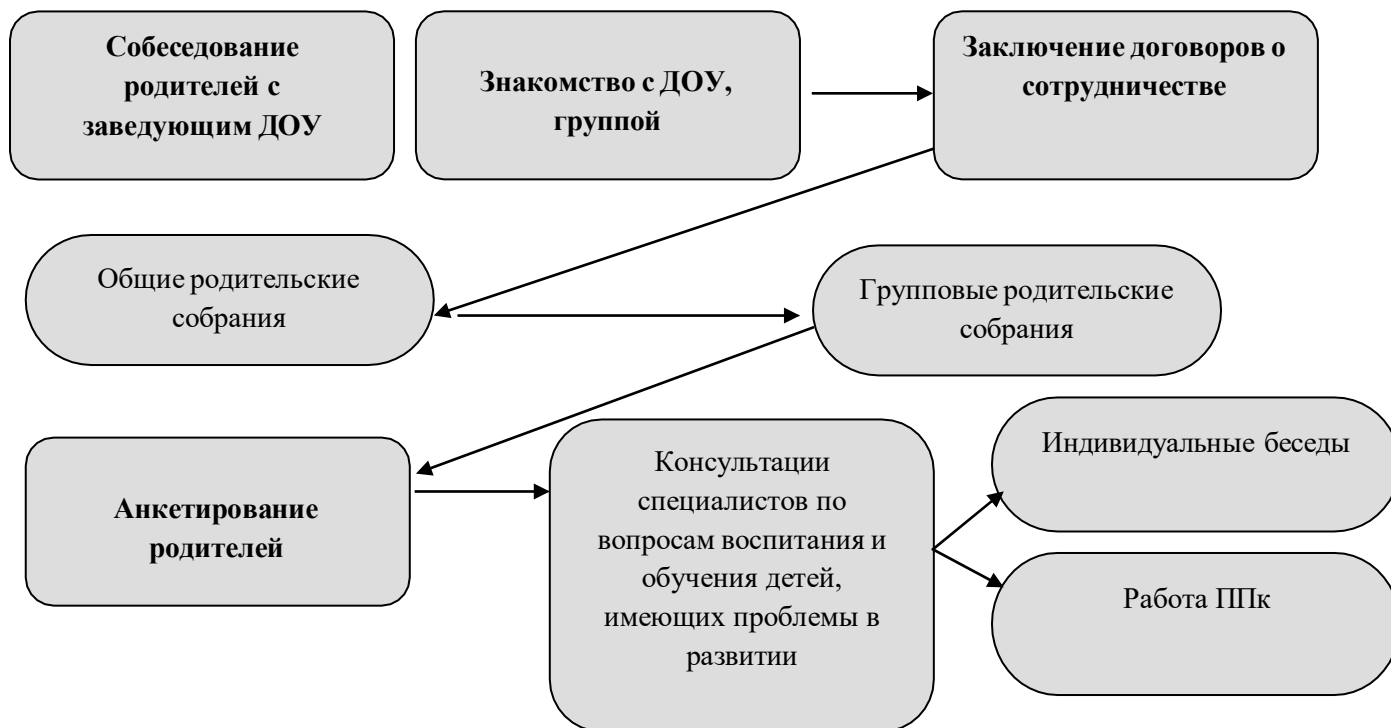 Собеседование
родителей с
заведующим ДОУ
Знакомство с ДОУ,
группой
Заключение договоров о
сотрудничестве
Общие родительские
собрания
Групповые родительские
собрания
Анкетирование
родителей
Консультации
специалистов по
вопросам воспитания и
обучения детей,
имеющих проблемы в
развитии
Индивидуальные беседы
Работа ППк